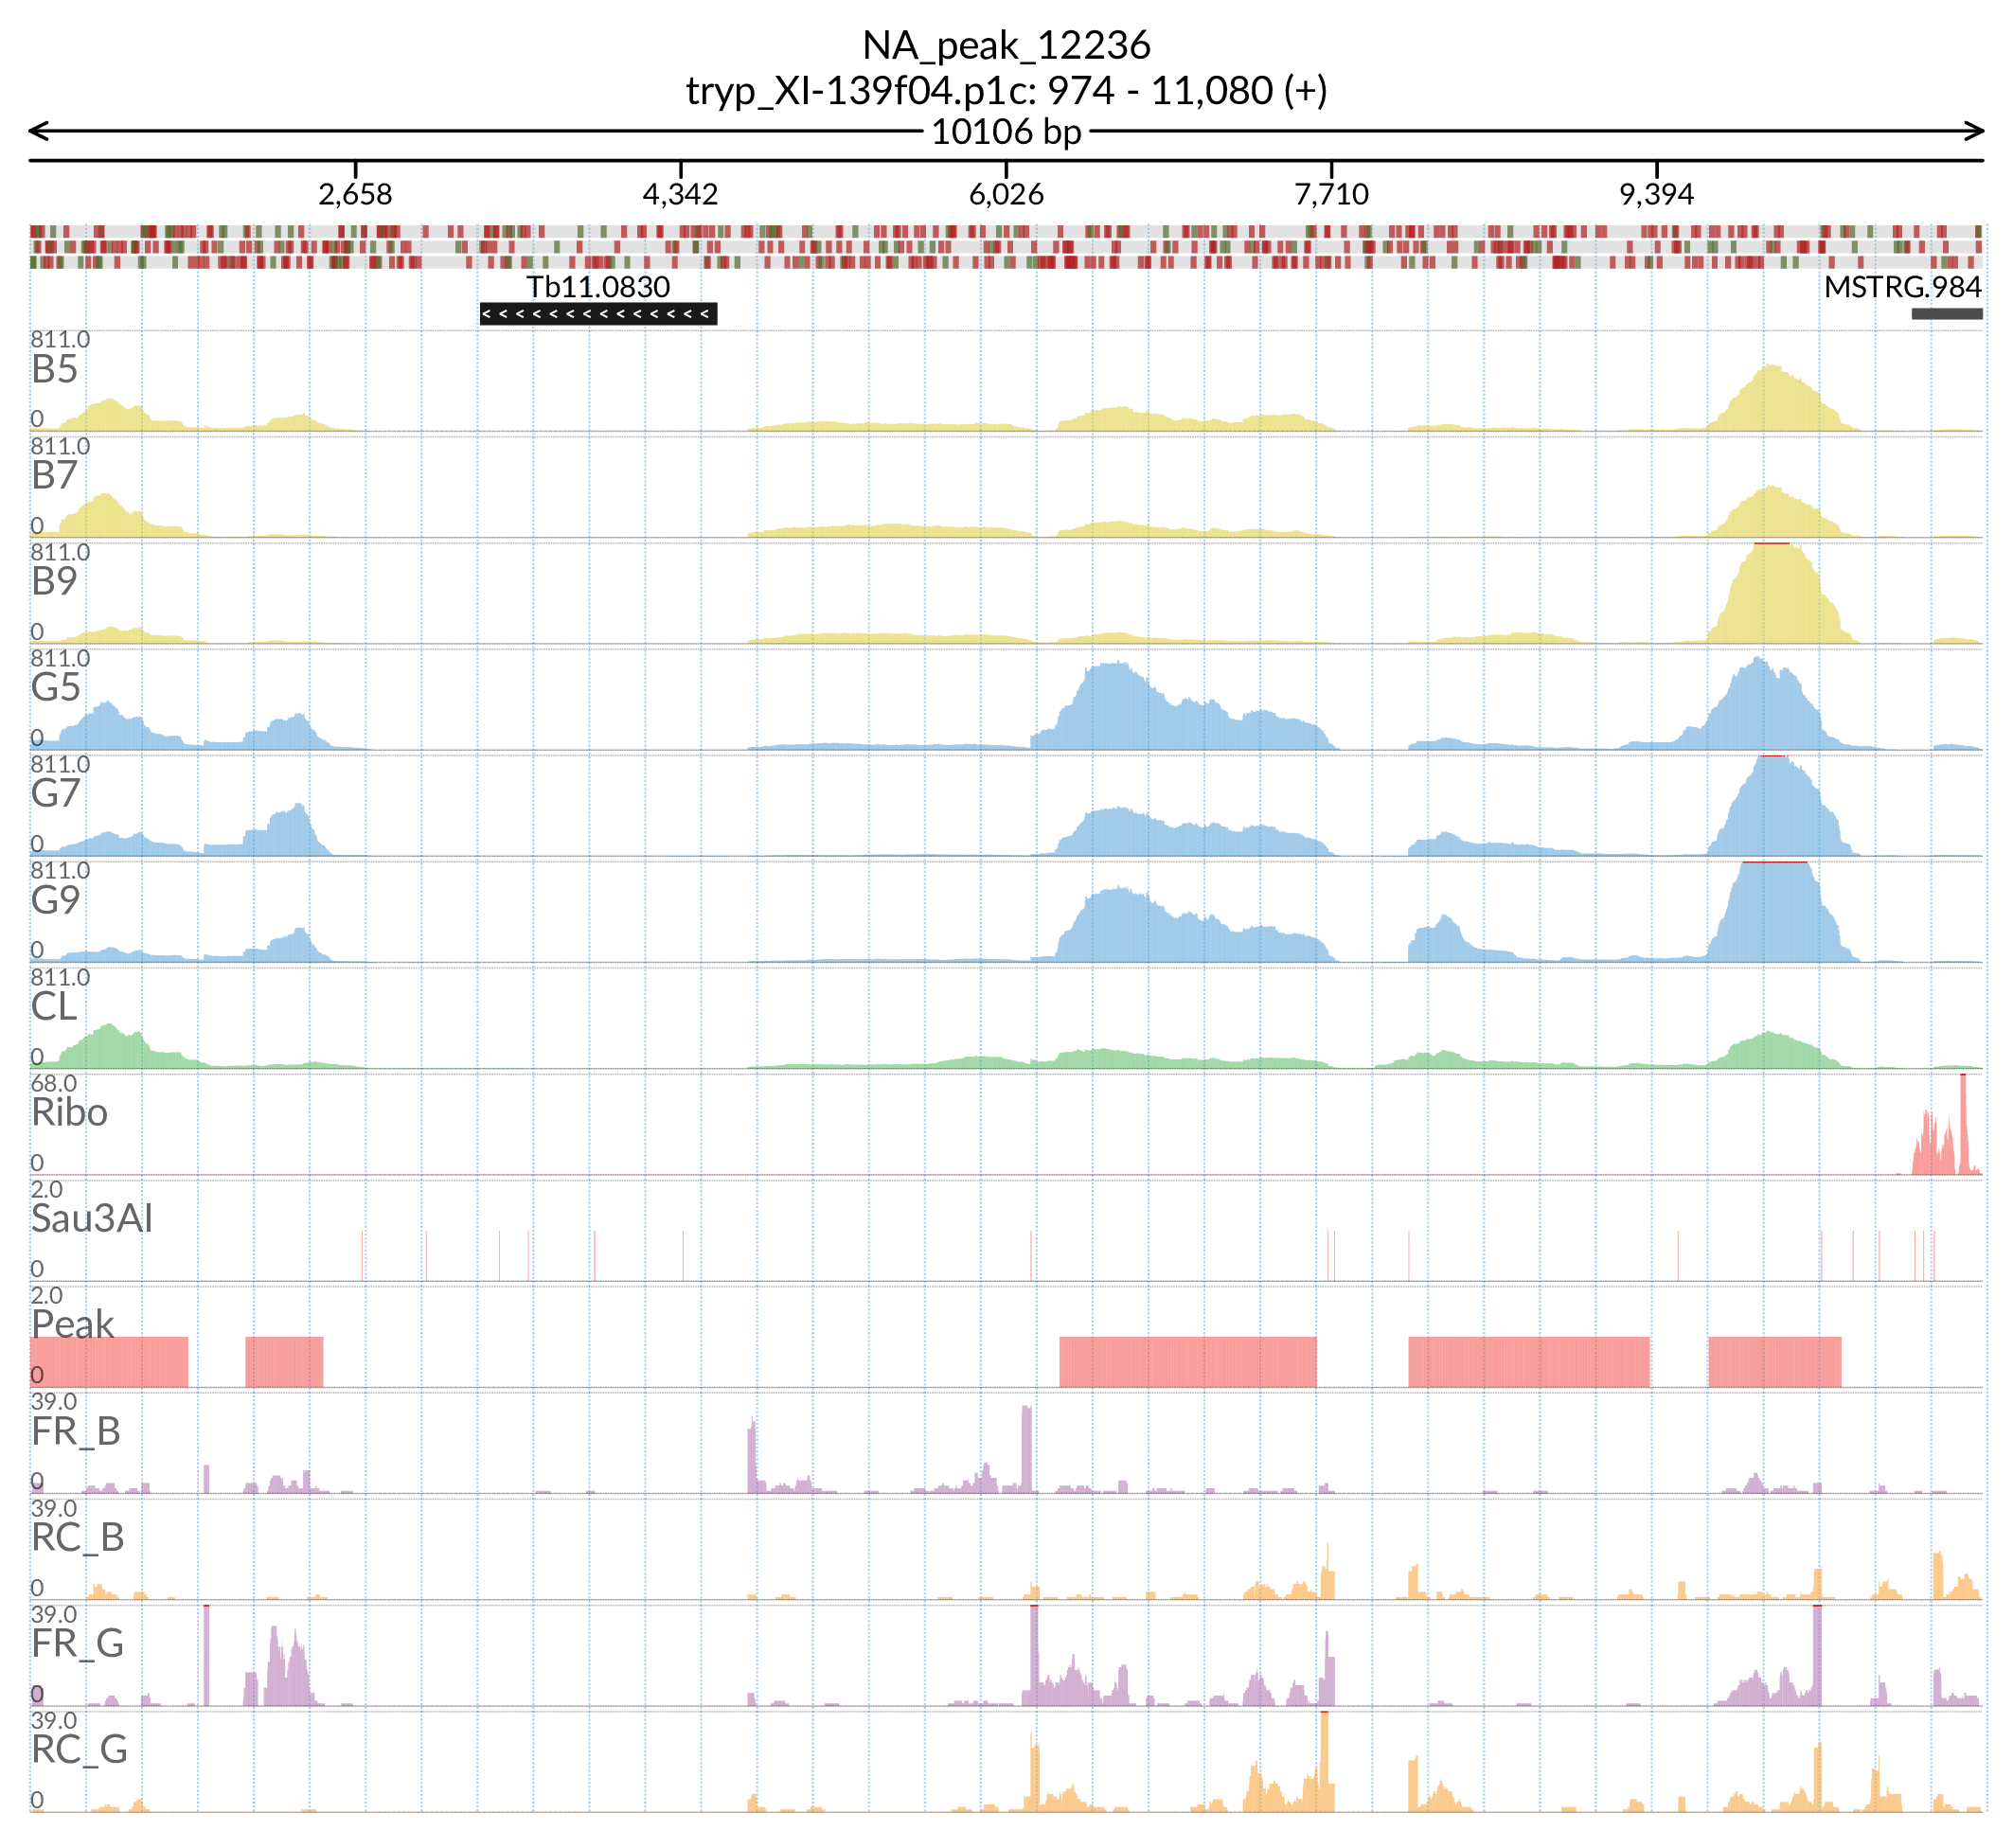 NA_peak_12236
tryp_XI-139f04.p1c: 974 - 11,080 (+)
10106 bp
2,658 4,342 6,026 7,710 9,394
Tb11.0830 MSTRG.984
811.0
B5
0
811.0
B7
0
811.0
B9
0
811.0
G5
0
811.0
G7
0
811.0
G9
0
811.0
CL
0
68.0
Ribo
0
2.0
Sau3AI
0
2.0
Peak
0
39.0
FR_B
0
39.0
RC_B
0
39.0
FR_G
0
39.0
RC_G
0